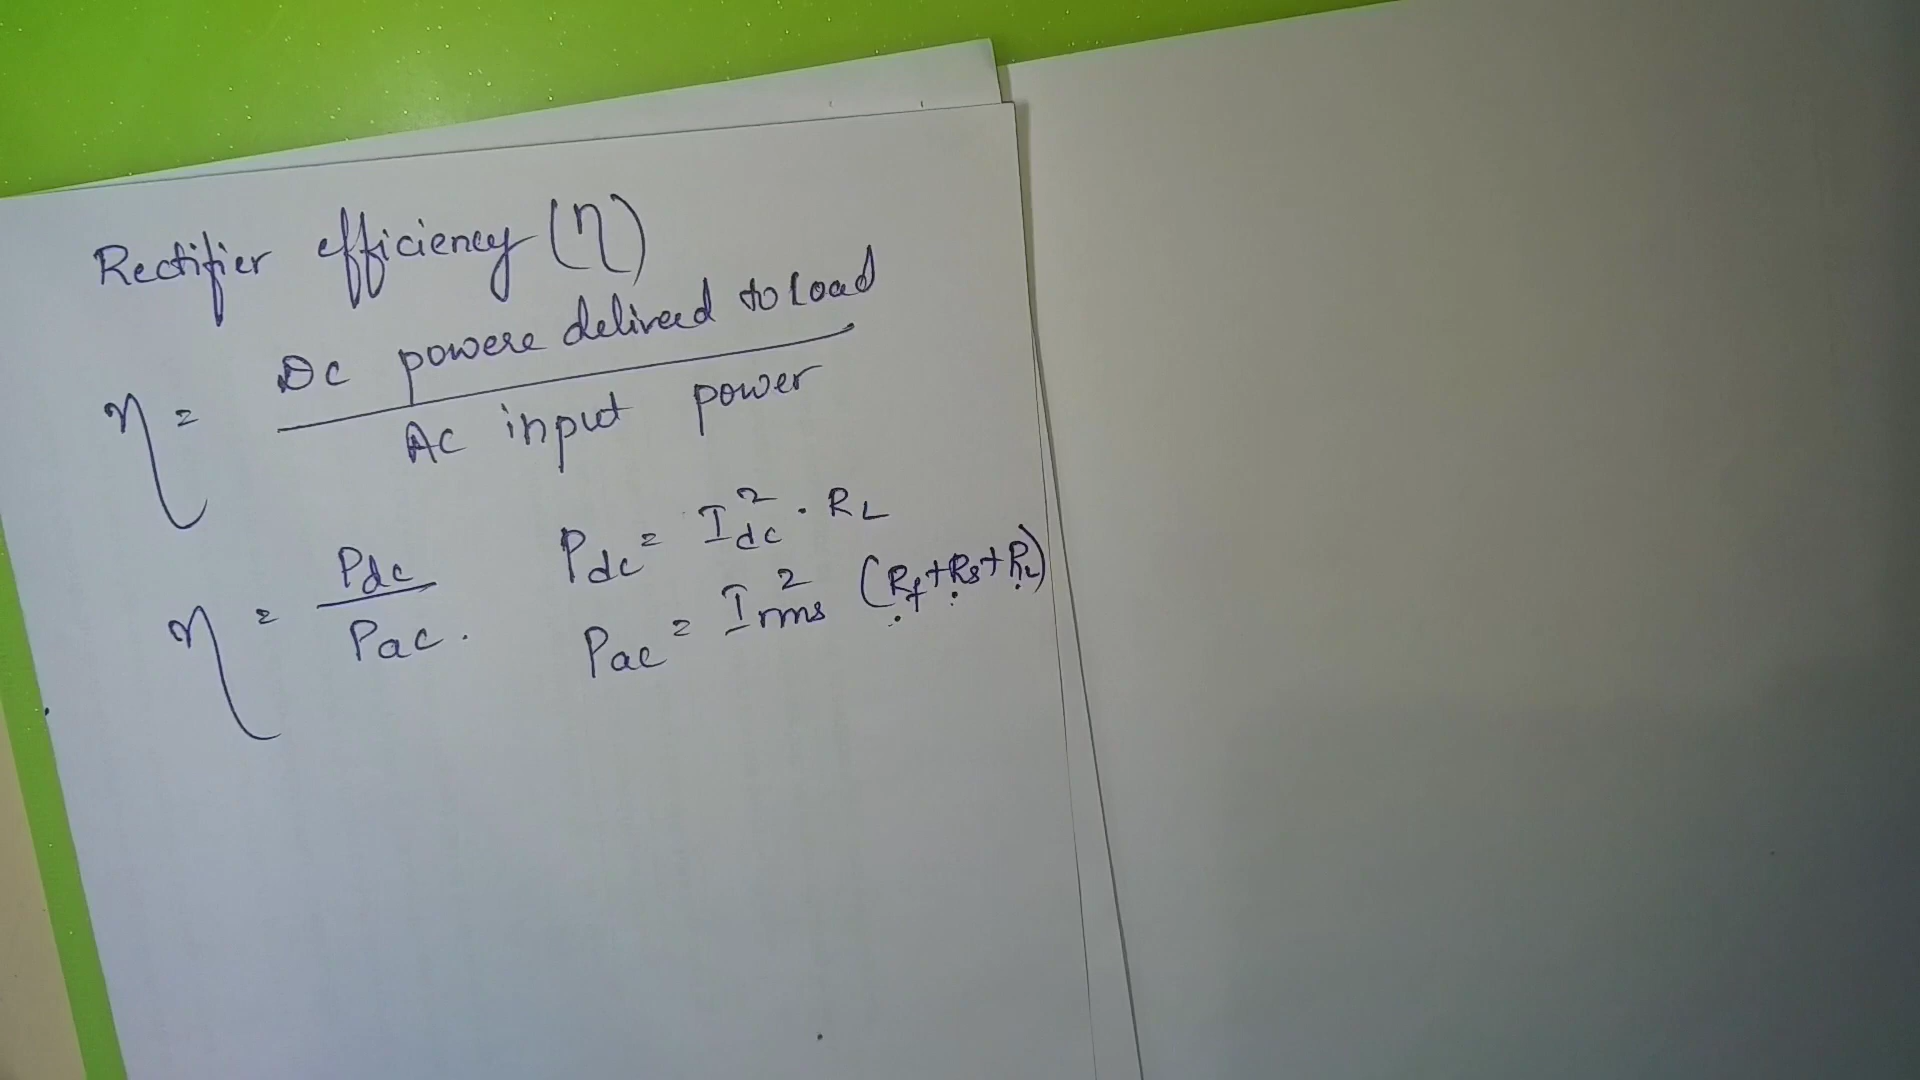 Rectifier efficiency (η)
η = Dc powere delivered to Load
AC input power
η = Pdc / Pac.
Pdc = I²dc · RL
Pac = I²rms (Rf+Rs+RL)